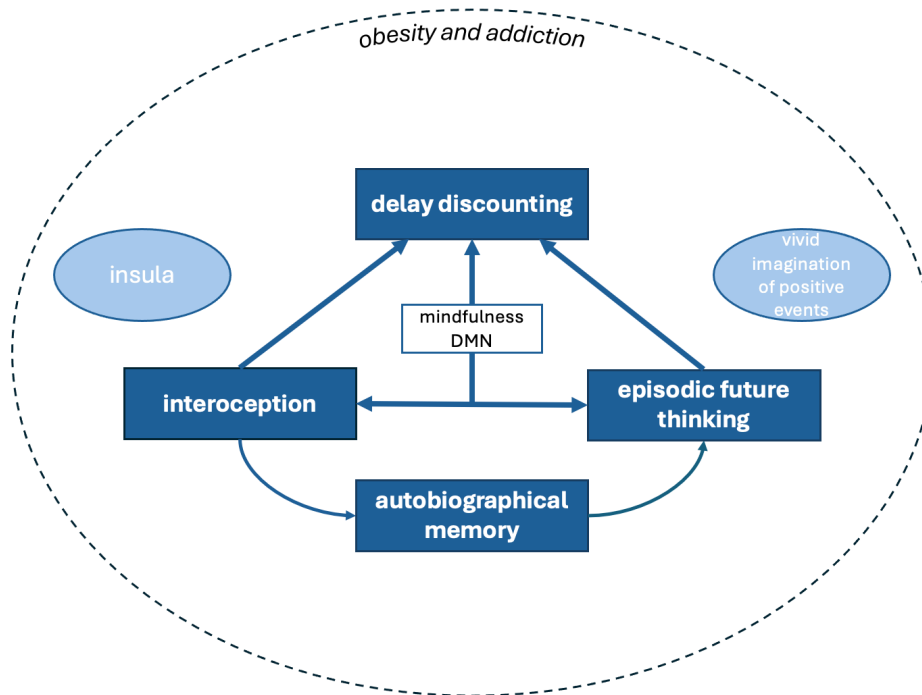 obesity and addiction
delay discounting
insula
vivid
imagination
of positive
events
mindfulness
DMN
interoception
episodic future
thinking
autobiographical
memory